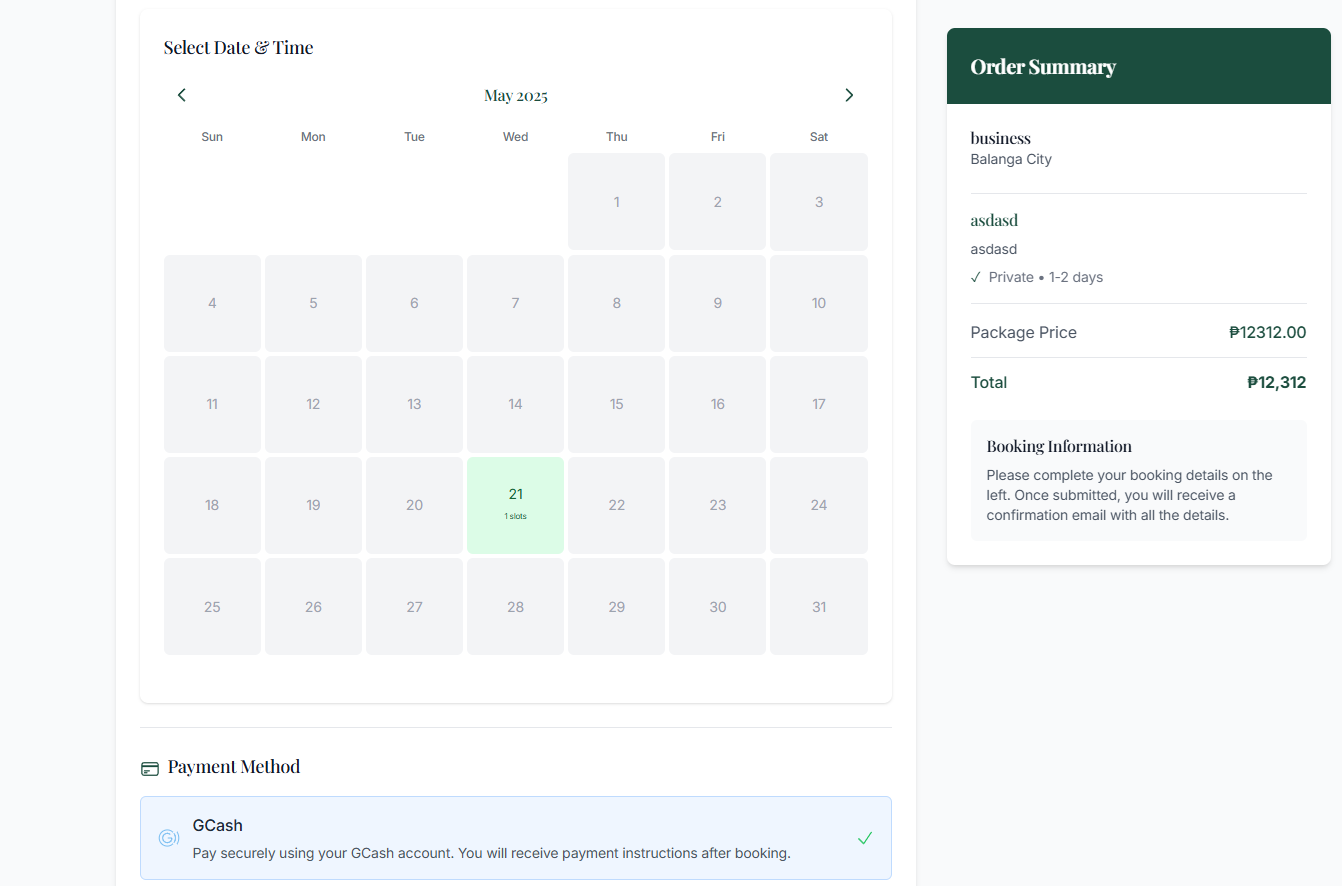 Select Date & Time
May 2025
Sun Mon Tue Wed Thu Fri Sat
1 2 3
4 5 6 7 8 9 10
11 12 13 14 15 16 17
18 19 20 21 22 23 24
1 slots
25 26 27 28 29 30 31
Payment Method
GCash
Pay securely using your GCash account. You will receive payment instructions after booking.
Order Summary
business
Balanga City
asdasd
asdasd
✓ Private • 1-2 days
Package Price ₱12312.00
Total ₱12,312
Booking Information
Please complete your booking details on the
left. Once submitted, you will receive a
confirmation email with all the details.